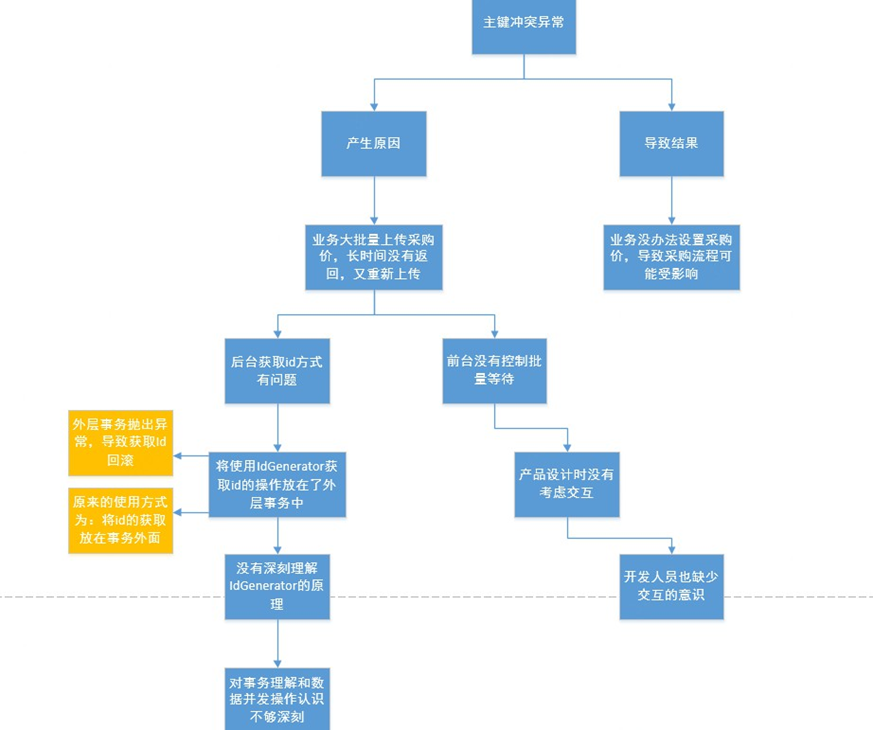 主键冲突异常
产生原因
导致结果
业务大批量上传采购
价，长时间没有返
回，又重新上传
业务没办法设置采购
价，导致采购流程可
能受影响
后台获取id方式
有问题
前台没有控制批
量等待
外层事务抛出异
常，导致获取Id
回滚
将使用IdGenerator获
取id的操作放在了外
层事务中
原来的使用方式
为：将id的获取
放在事务外面
产品设计时没有
考虑交互
没有深刻理解
IdGenerator的原
理
开发人员也缺少
交互的意识
对事务理解和数
据并发操作认识
不够深刻